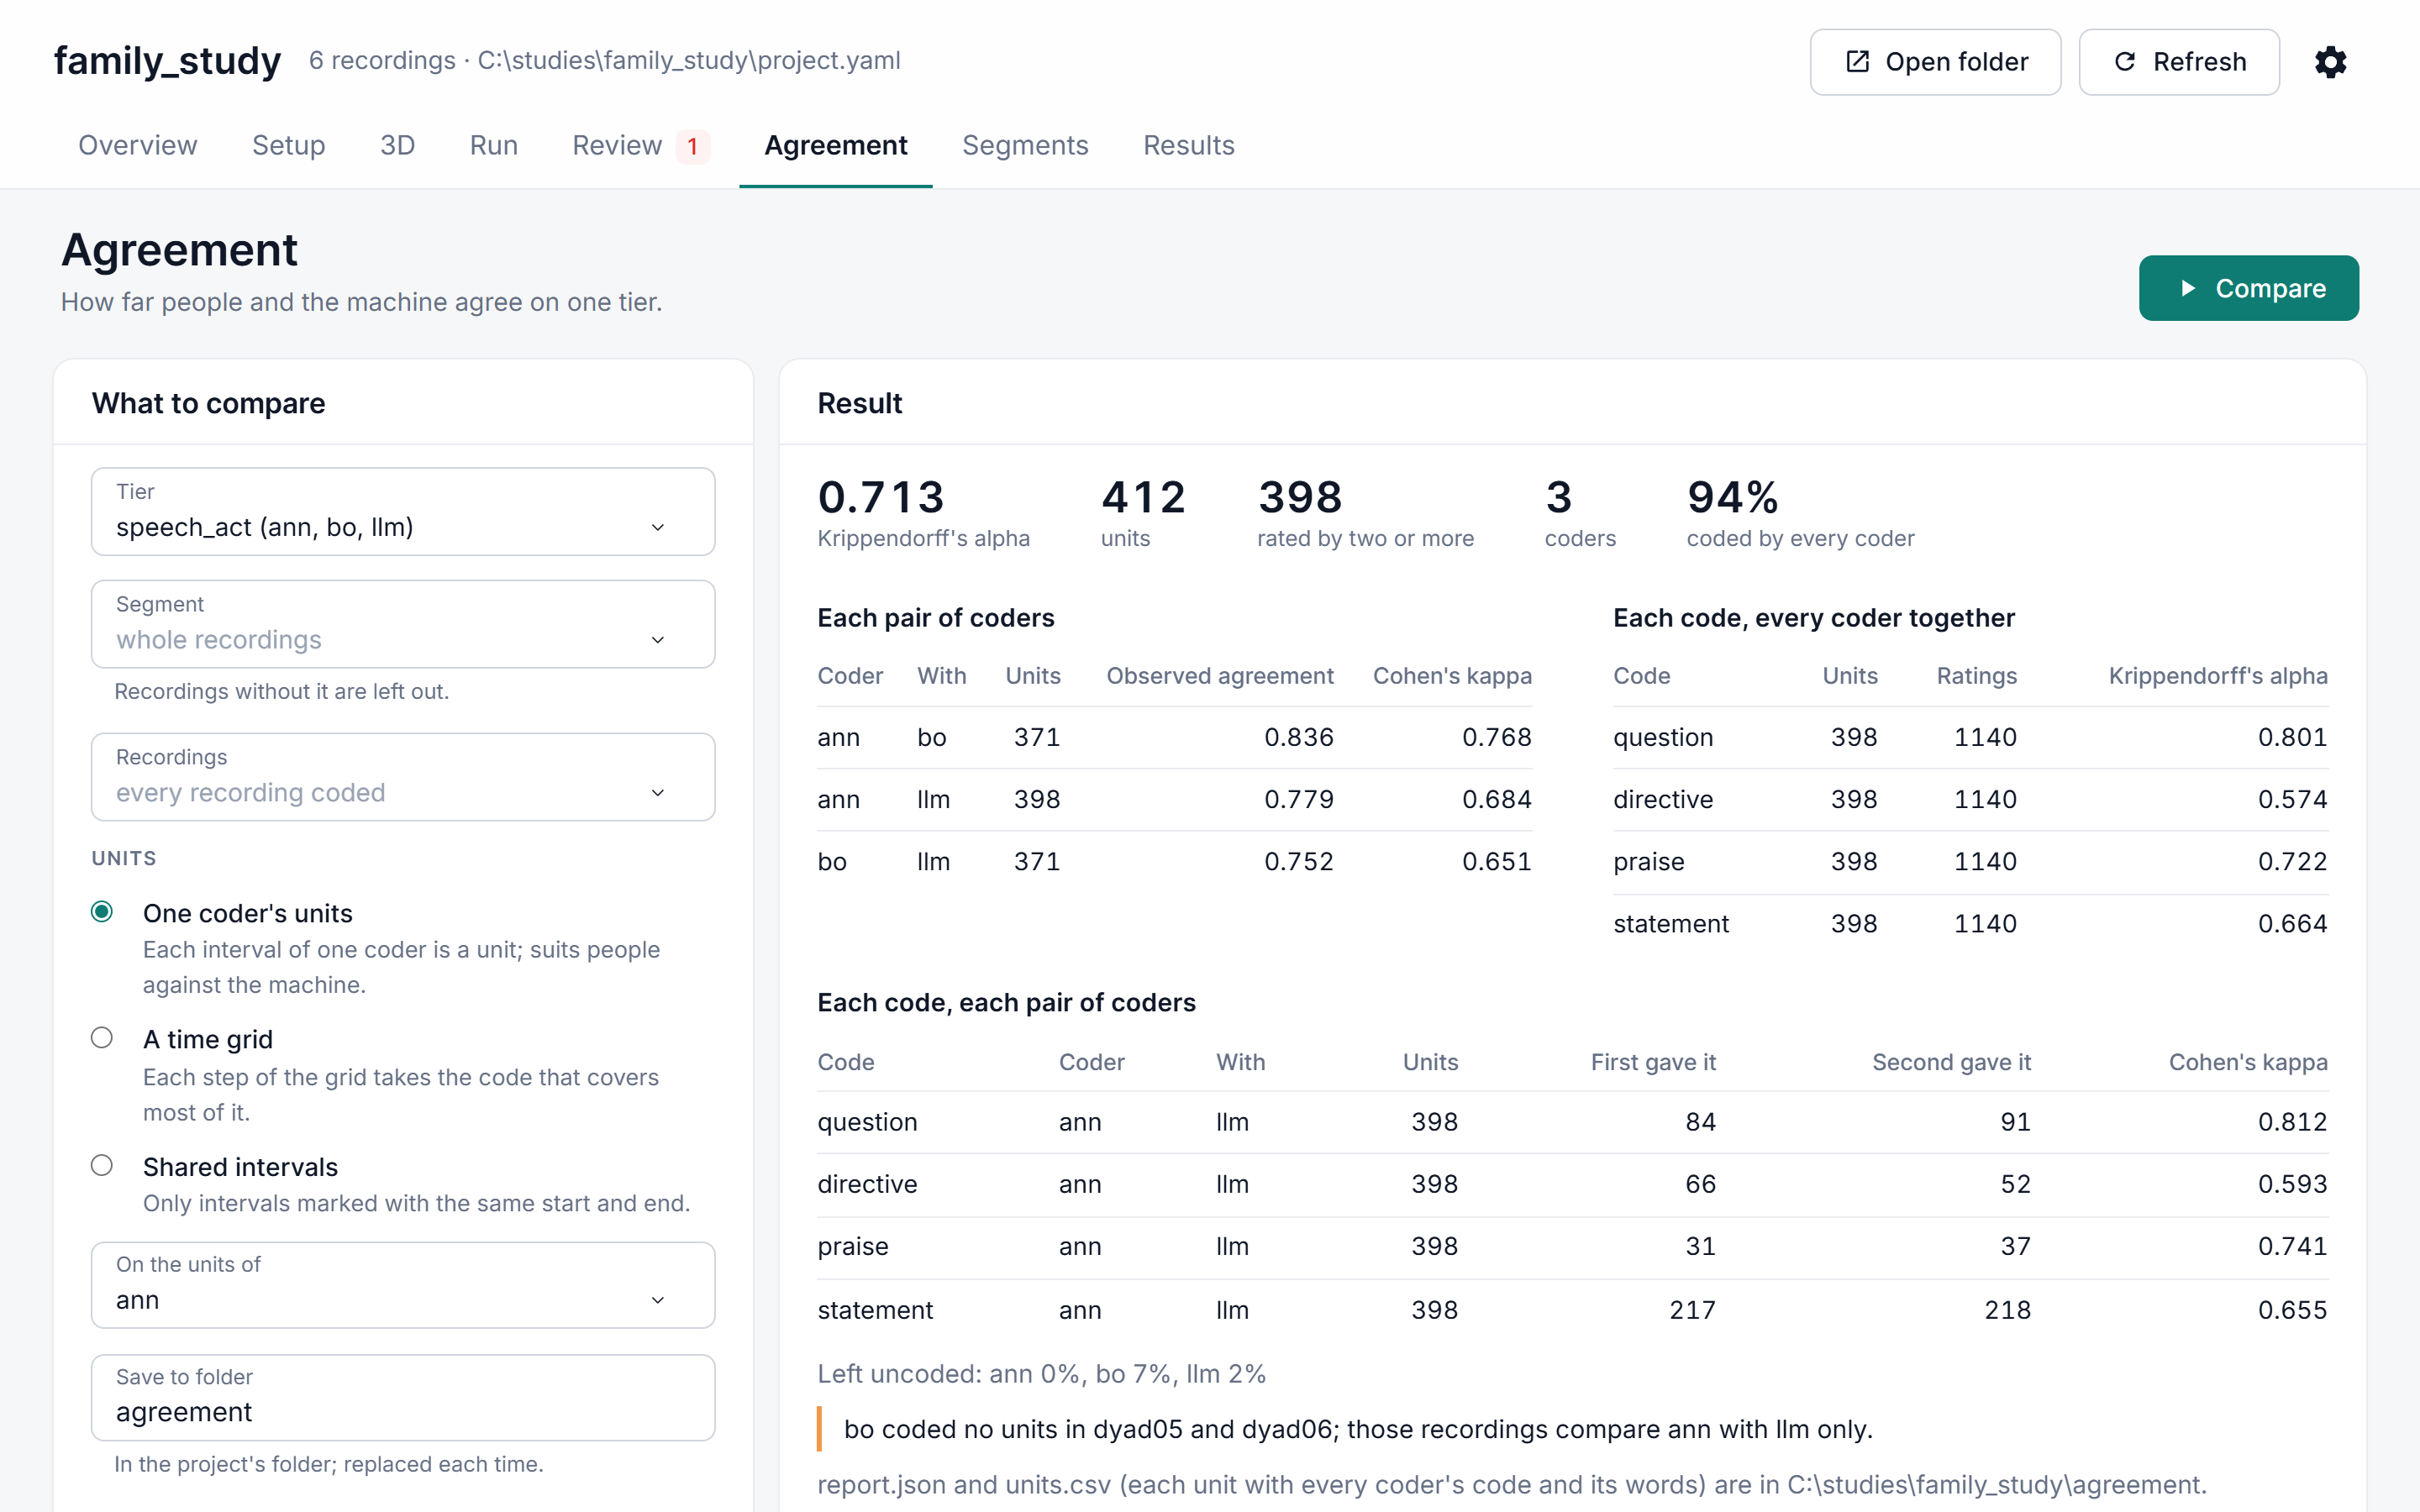 family_study 6 recordings · C:\studies\family_study\project.yaml Open folder Refresh
Overview Setup 3D Run Review 1 Agreement Segments Results
Agreement
How far people and the machine agree on one tier.
Compare
What to compare
Tier
speech_act (ann, bo, llm)
Segment
whole recordings
Recordings without it are left out.
Recordings
every recording coded
UNITS
One coder's units
Each interval of one coder is a unit; suits people
against the machine.
A time grid
Each step of the grid takes the code that covers
most of it.
Shared intervals
Only intervals marked with the same start and end.
On the units of
ann
Save to folder
agreement
In the project's folder; replaced each time.
Result
0.713 412 398 3 94%
Krippendorff's alpha units rated by two or more coders coded by every coder
Each pair of coders
Coder With Units Observed agreement Cohen's kappa
ann bo 371 0.836 0.768
ann llm 398 0.779 0.684
bo llm 371 0.752 0.651
Each code, every coder together
Code Units Ratings Krippendorff's alpha
question 398 1140 0.801
directive 398 1140 0.574
praise 398 1140 0.722
statement 398 1140 0.664
Each code, each pair of coders
Code Coder With Units First gave it Second gave it Cohen's kappa
question ann llm 398 84 91 0.812
directive ann llm 398 66 52 0.593
praise ann llm 398 31 37 0.741
statement ann llm 398 217 218 0.655
Left uncoded: ann 0%, bo 7%, llm 2%
bo coded no units in dyad05 and dyad06; those recordings compare ann with llm only.
report.json and units.csv (each unit with every coder's code and its words) are in C:\studies\family_study\agreement.